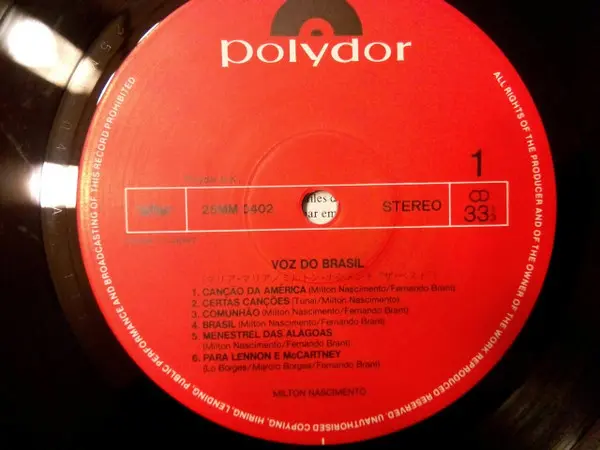 polydor
ALL RIGHTS OF THE PRODUCER AND OF THE OWNER OF THE WORK REPRODUCED RESERVED. UNAUTHORISED COPYING, HIRING, LENDING, PUBLIC PERFORMANCE AND BROADCASTING OF THIS RECORD PROHIBITED
1
28MM 0402
STEREO
33
VOZ DO BRASIL
1. CANÇÃO DA AMÉRICA (Milton Nascimento/Fernando Brant)
2. CERTAS CANÇÕES (Tunai/Milton Nascimento)
3. COMUNHÃO (Milton Nascimento/Fernando Brant)
4. BRASIL (Milton Nascimento/Fernando Brant)
5. MENESTREL DAS ALAGOAS
(Milton Nascimento/Fernando Brant)
6. PARA LENNON E McCARTNEY
(Lo Borges/Marcio Borges/Fernando Brant)
MILTON NASCIMENTO